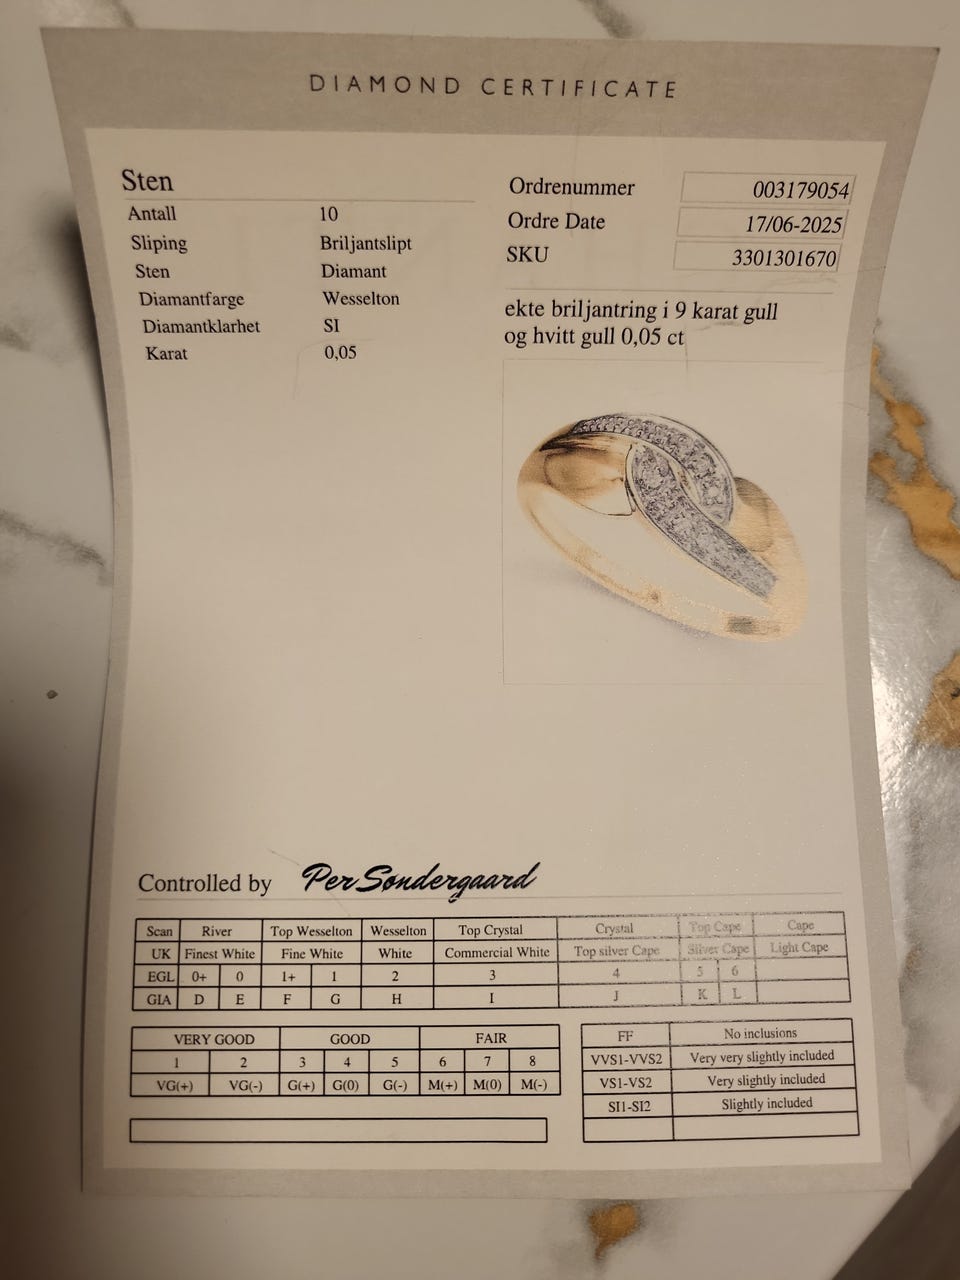 DIAMOND CERTIFICATE
Sten
Antall 10
Sliping Briljantslipt
Sten Diamant
Diamantfarge Wesselton
Diamantklarhet SI
Karat 0,05
Ordrenummer 003179054
Ordre Date 17/06-2025
SKU 3301301670
ekte briljantring i 9 karat gull
og hvitt gull 0,05 ct
Controlled by Per Søndergaard
Scan River Top Wesselton Wesselton Top Crystal Crystal Top Cape Cape
UK Finest White Fine White White Commercial White Top silver Cape Silver Cape Light Cape
EGL 0+ 0 1+ 1 2 3 4 5 6
GIA D E F G H I J K L
VERY GOOD GOOD FAIR
1 2 3 4 5 6 7 8
VG(+) VG(-) G(+) G(0) G(-) M(+) M(0) M(-)
FF No inclusions
VVS1-VVS2 Very very slightly included
VS1-VS2 Very slightly included
SI1-SI2 Slightly included